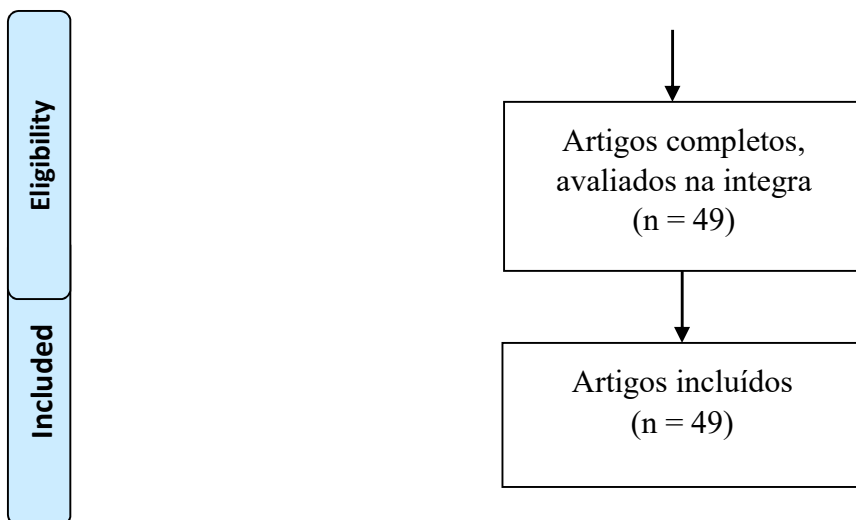 Eligibility
Artigos completos,
avaliados na integra
(n = 49)
Included
Artigos incluídos
(n = 49)